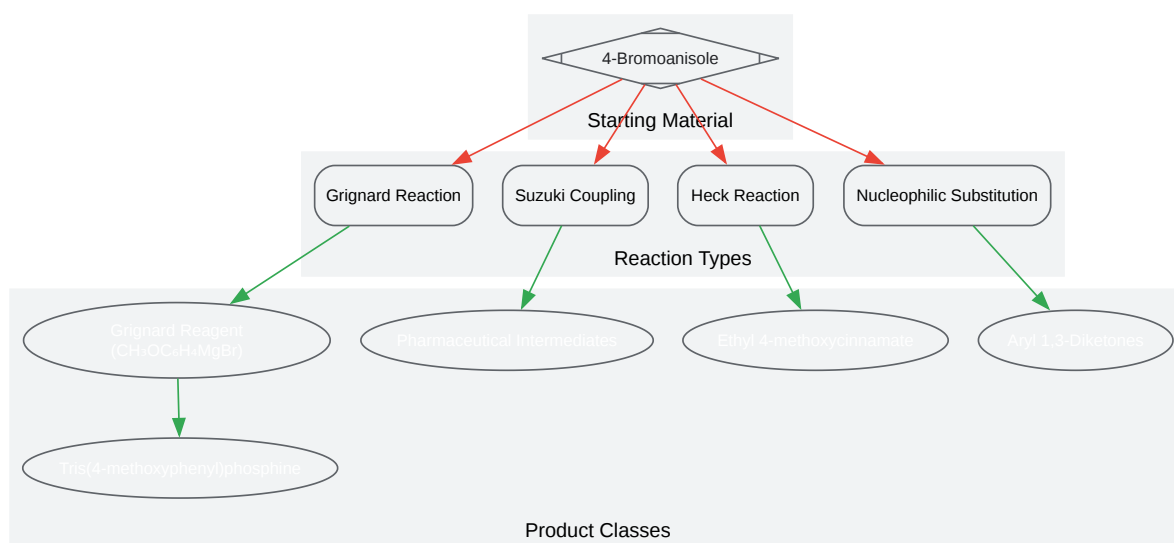 4-Bromoanisole
Starting Material
Grignard Reaction
Suzuki Coupling
Heck Reaction
Nucleophilic Substitution
Reaction Types
Grignard Reagent
(CH₃OC₆H₄MgBr)
Pharmaceutical Intermediates
Ethyl 4-methoxycinnamate
Aryl 1,3-Diketones
Tris(4-methoxyphenyl)phosphine
Product Classes